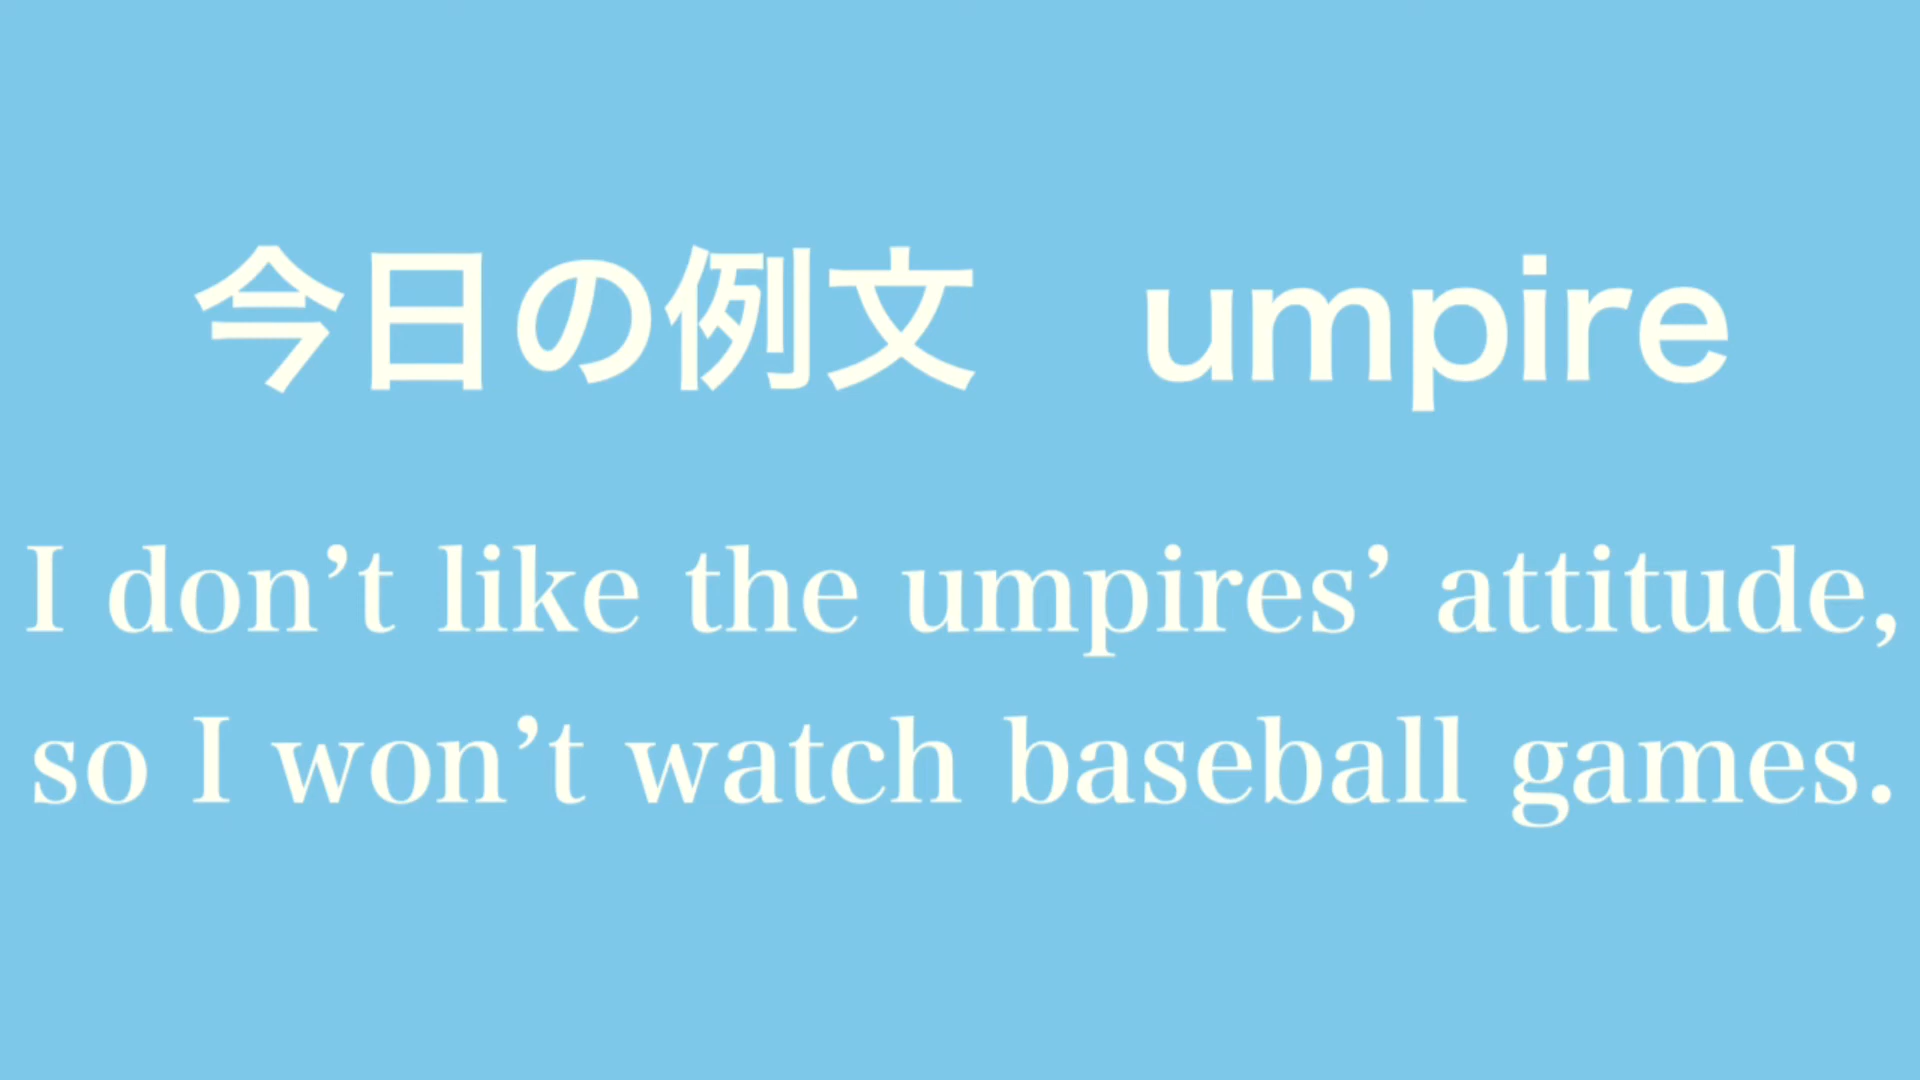 今日の例文　umpire
I don’t like the umpires’ attitude,
so I won’t watch baseball games.